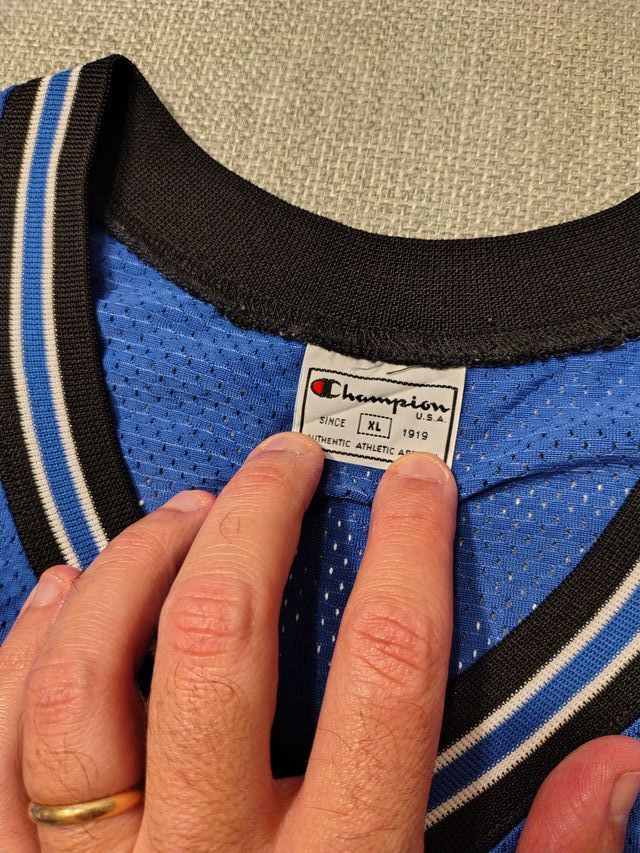 Champion
U.S.A.
SINCE XL 1919
AUTHENTIC ATHLETIC